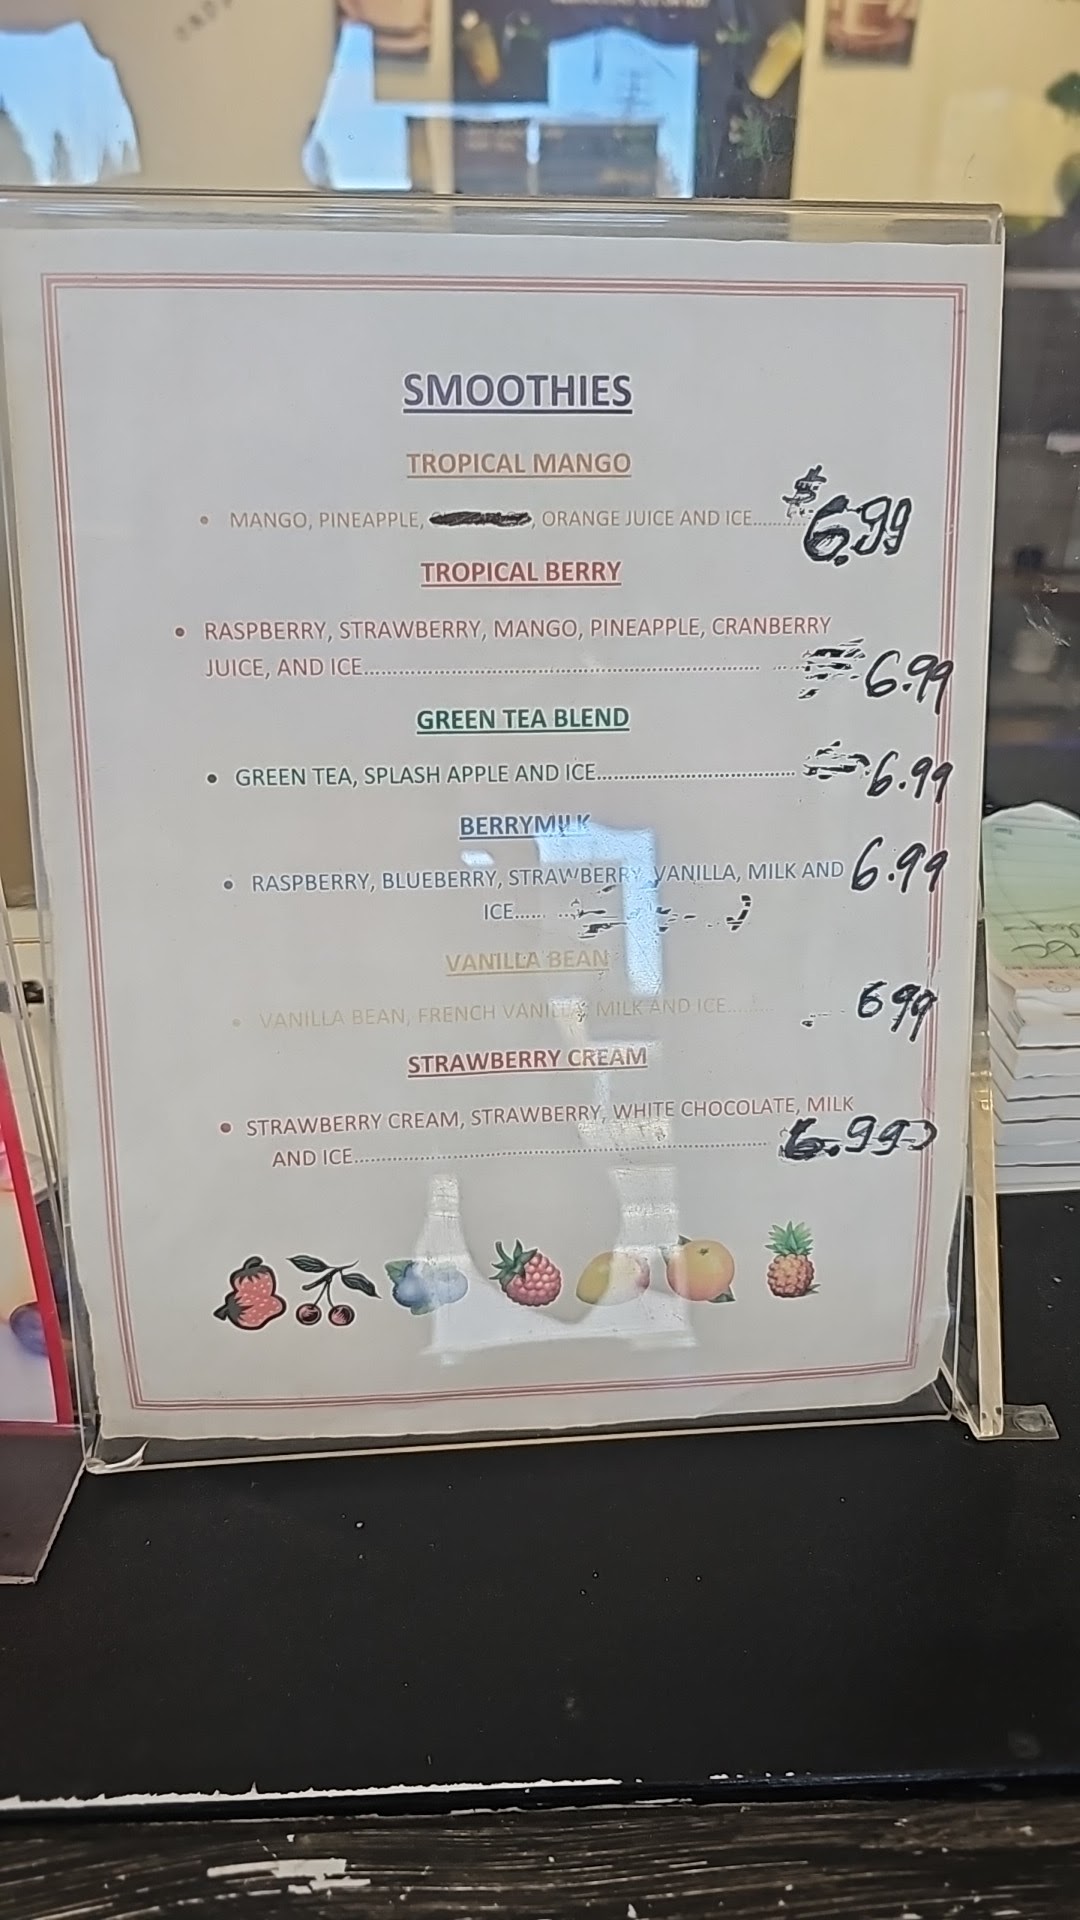 SMOOTHIES
TROPICAL MANGO
• MANGO, PINEAPPLE, , ORANGE JUICE AND ICE.......... $6.99
TROPICAL BERRY
• RASPBERRY, STRAWBERRY, MANGO, PINEAPPLE, CRANBERRY
JUICE, AND ICE.......... 6.99
GREEN TEA BLEND
• GREEN TEA, SPLASH APPLE AND ICE.......... 6.99
BERRYMILK
• RASPBERRY, BLUEBERRY, STRAWBERRY, VANILLA, MILK AND 6.99
ICE......
VANILLA BEAN
• VANILLA BEAN, FRENCH VANILLA, MILK AND ICE.......... 699
STRAWBERRY CREAM
• STRAWBERRY CREAM, STRAWBERRY, WHITE CHOCOLATE, MILK
AND ICE.......... 6.99